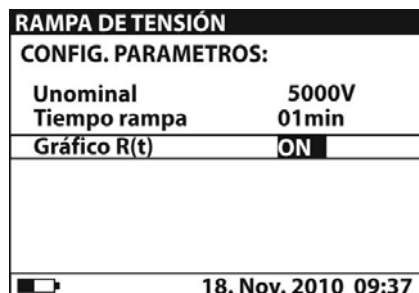 RAMPA DE TENSIÓN
CONFIG. PARAMETROS:
Unominal 5000V
Tiempo rampa 01min
Gráfico R(t) ON
18. Nov. 2010 09:37